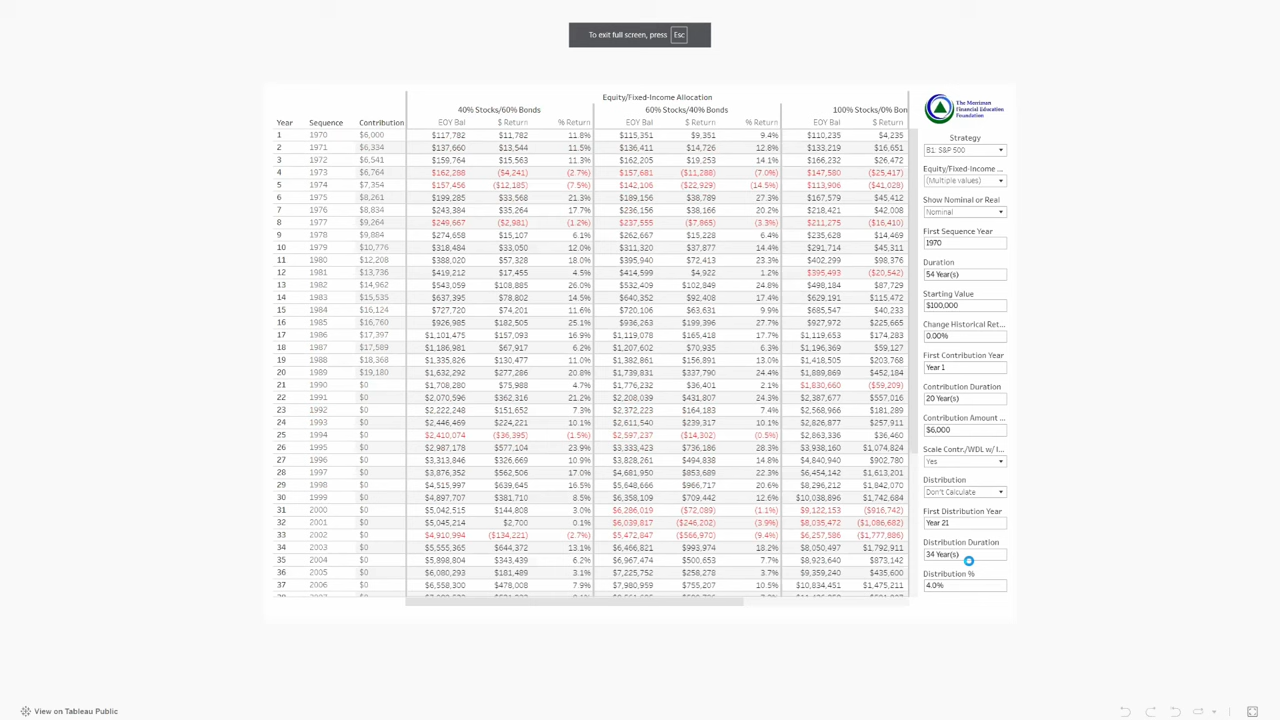 To exit full screen, press Esc
Equity/Fixed-Income Allocation
40% Stocks/60% Bonds 60% Stocks/40% Bonds 100% Stocks/0% Bon
Year Sequence Contribution EOY Bal $ Return % Return EOY Bal $ Return % Return EOY Bal $ Return
1 1970 $6,000 $117,782 $11,782 11.8% $115,351 $9,351 9.4% $110,235 $4,235
2 1971 $6,334 $137,660 $13,544 11.5% $136,411 $14,726 12.8% $133,219 $16,651
3 1972 $6,541 $159,764 $15,563 11.3% $162,205 $19,253 14.1% $166,232 $26,472
4 1973 $6,764 $162,288 ($4,241) (2.7%) $157,681 ($11,288) (7.0%) $147,580 ($25,417)
5 1974 $7,354 $157,456 ($12,185) (7.5%) $142,106 ($22,929) (14.5%) $113,906 ($41,028)
6 1975 $8,261 $199,285 $33,568 21.3% $189,156 $38,789 27.3% $167,579 $45,412
7 1976 $8,834 $243,384 $35,264 17.7% $236,156 $38,166 20.2% $218,421 $42,008
8 1977 $9,264 $249,667 ($2,981) (1.2%) $237,555 ($7,865) (3.3%) $211,275 ($16,410)
9 1978 $9,884 $274,658 $15,107 6.1% $262,667 $15,228 6.4% $235,628 $14,469
10 1979 $10,776 $318,484 $33,050 12.0% $311,320 $37,877 14.4% $291,714 $45,311
11 1980 $12,208 $388,020 $57,328 18.0% $395,940 $72,413 23.3% $402,299 $98,376
12 1981 $13,736 $419,212 $17,455 4.5% $414,599 $4,922 1.2% $395,493 ($20,542)
13 1982 $14,962 $543,059 $108,885 26.0% $532,409 $102,849 24.8% $498,184 $87,729
14 1983 $15,535 $637,395 $78,802 14.5% $640,352 $92,408 17.4% $629,191 $115,472
15 1984 $16,124 $727,720 $74,201 11.6% $720,106 $63,631 9.9% $685,547 $40,233
16 1985 $16,760 $926,985 $182,505 25.1% $936,263 $199,396 27.7% $927,972 $225,665
17 1986 $17,397 $1,101,475 $157,093 16.9% $1,119,078 $165,418 17.7% $1,119,653 $174,283
18 1987 $17,589 $1,186,981 $67,917 6.2% $1,207,602 $70,935 6.3% $1,196,369 $59,127
19 1988 $18,368 $1,335,826 $130,477 11.0% $1,382,861 $156,891 13.0% $1,418,505 $203,768
20 1989 $19,180 $1,632,292 $277,286 20.8% $1,739,831 $337,790 24.4% $1,889,869 $452,184
21 1990 $0 $1,708,280 $75,988 4.7% $1,776,232 $36,401 2.1% $1,830,660 ($59,209)
22 1991 $0 $2,070,596 $362,316 21.2% $2,208,039 $431,807 24.3% $2,387,677 $557,016
23 1992 $0 $2,222,248 $151,652 7.3% $2,372,223 $164,183 7.4% $2,568,966 $181,289
24 1993 $0 $2,446,469 $224,221 10.1% $2,611,540 $239,317 10.1% $2,826,877 $257,911
25 1994 $0 $2,410,074 ($36,395) (1.5%) $2,597,237 ($14,302) (0.5%) $2,863,336 $36,460
26 1995 $0 $2,987,178 $577,104 23.9% $3,333,423 $736,186 28.3% $3,938,160 $1,074,824
27 1996 $0 $3,313,846 $326,669 10.9% $3,828,261 $494,838 14.8% $4,840,940 $902,780
28 1997 $0 $3,876,352 $562,506 17.0% $4,681,950 $853,689 22.3% $6,454,142 $1,613,201
29 1998 $0 $4,515,997 $639,645 16.5% $5,648,666 $966,717 20.6% $8,296,212 $1,842,070
30 1999 $0 $4,897,707 $381,710 8.5% $6,358,109 $709,442 12.6% $10,038,896 $1,742,684
31 2000 $0 $5,042,515 $144,808 3.0% $6,286,019 ($72,089) (1.1%) $9,122,153 ($916,742)
32 2001 $0 $5,045,214 $2,700 0.1% $6,039,817 ($246,202) (3.9%) $8,035,472 ($1,086,682)
33 2002 $0 $4,910,994 ($134,221) (2.7%) $5,472,847 ($566,970) (9.4%) $6,257,586 ($1,777,886)
34 2003 $0 $5,555,365 $644,372 13.1% $6,466,821 $993,974 18.2% $8,050,497 $1,792,911
35 2004 $0 $5,898,804 $343,439 6.2% $6,967,474 $500,653 7.7% $8,923,640 $873,142
36 2005 $0 $6,080,293 $181,489 3.1% $7,225,752 $258,278 3.7% $9,359,240 $435,600
37 2006 $0 $6,558,300 $478,008 7.9% $7,980,959 $755,207 10.5% $10,834,451 $1,475,211
The Merriman
Financial Education
Foundation
Strategy
B1: S&P 500
Equity/Fixed-Income ...
(Multiple values)
Show Nominal or Real
Nominal
First Sequence Year
1970
Duration
54 Year(s)
Starting Value
$100,000
Change Historical Ret...
0.00%
First Contribution Year
Year 1
Contribution Duration
20 Year(s)
Contribution Amount ...
$6,000
Scale Contr./WDL w/ I...
Yes
Distribution
Don't Calculate
First Distribution Year
Year 21
Distribution Duration
34 Year(s)
Distribution %
4.0%
View on Tableau Public